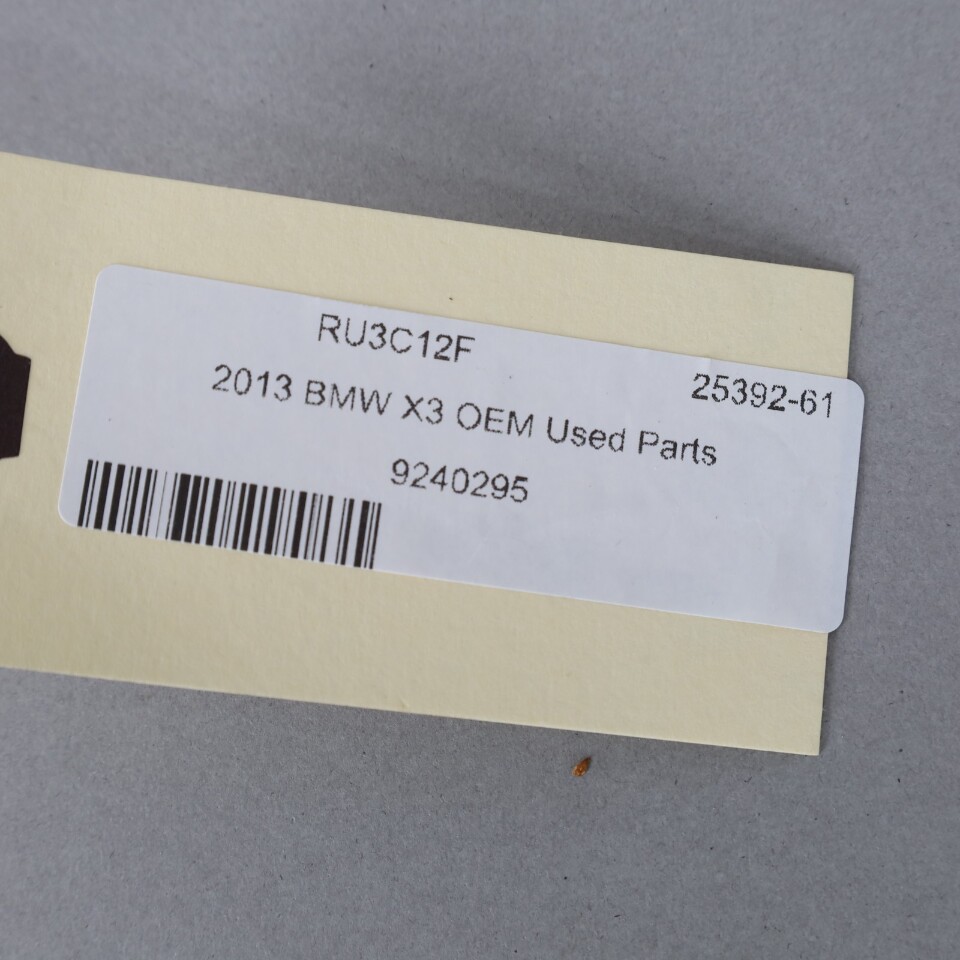 RU3C12F
25392-61
2013 BMW X3 OEM Used Parts
9240295